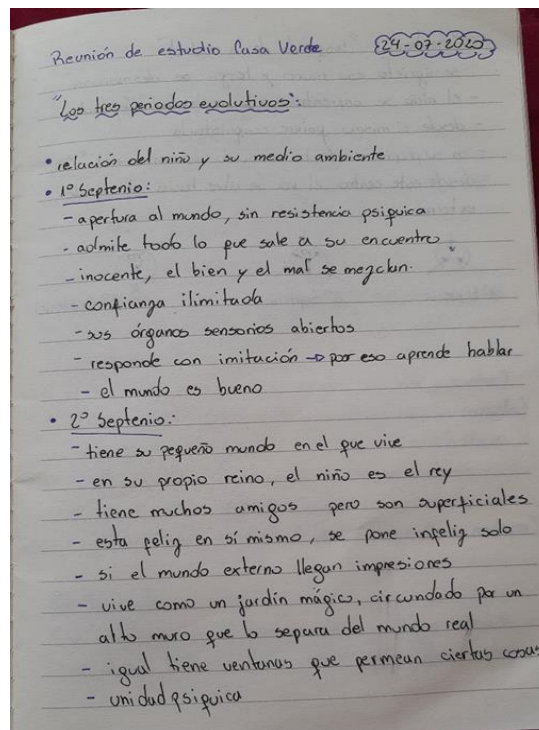 Reunión de estudio Casa Verde 24-07-2020
"Los tres periodos evolutivos":
• relación del niño y su medio ambiente
• 1º Septenio:
- apertura al mundo, sin resistencia psiquica
- admite todo lo que sale a su encuentro
- inocente, el bien y el mal se mezclan.
- confianza ilimitada
- sus órganos sensorios abiertos
- responde con imitación → por eso aprende hablar
- el mundo es bueno
• 2º Septenio:
- tiene su pequeño mundo en el que vive
- en su propio reino, el niño es el rey
- tiene muchos amigos pero son superficiales
- esta feliz en sí mismo, se pone infeliz solo
- si el mundo externo llegan impresiones
- vive como un jardín mágico, circundado por un
alto muro que lo separa del mundo real
- igual tiene ventanas que permean ciertas cosas
- unidad psiquica